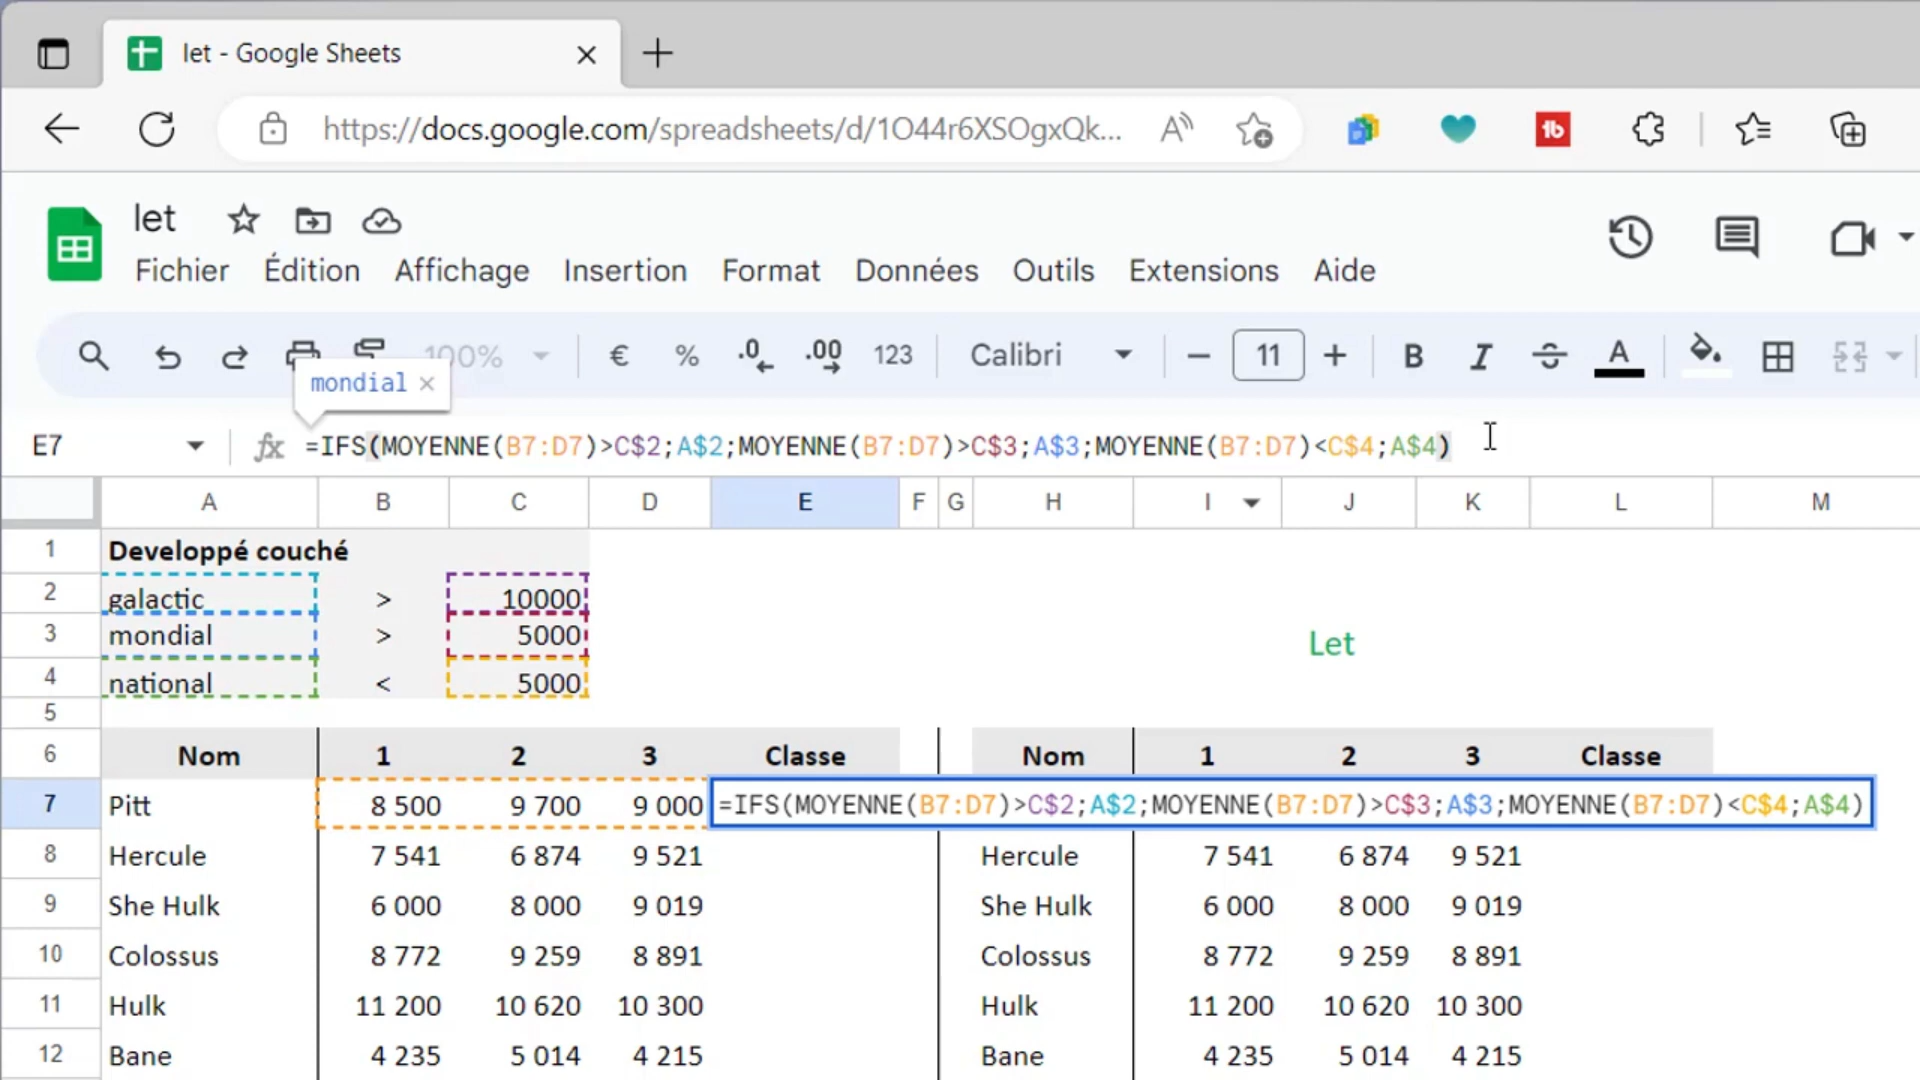 let - Google Sheets
https://docs.google.com/spreadsheets/d/1O44r6XSOgxQk...
let
Fichier Édition Affichage Insertion Format Données Outils Extensions Aide
100% € % .0 .00 123 Calibri 11 B I A
mondial
E7 fx =IFS(MOYENNE(B7:D7)>C$2;A$2;MOYENNE(B7:D7)>C$3;A$3;MOYENNE(B7:D7)<C$4;A$4)
A B C D E F G H I J K L M
1 Developpé couché
2 galactic > 10000
3 mondial > 5000
Let
4 national < 5000
5
6 Nom 1 2 3 Classe Nom 1 2 3 Classe
7 Pitt 8 500 9 700 9 000 =IFS(MOYENNE(B7:D7)>C$2;A$2;MOYENNE(B7:D7)>C$3;A$3;MOYENNE(B7:D7)<C$4;A$4)
8 Hercule 7 541 6 874 9 521 Hercule 7 541 6 874 9 521
9 She Hulk 6 000 8 000 9 019 She Hulk 6 000 8 000 9 019
10 Colossus 8 772 9 259 8 891 Colossus 8 772 9 259 8 891
11 Hulk 11 200 10 620 10 300 Hulk 11 200 10 620 10 300
12 Bane 4 235 5 014 4 215 Bane 4 235 5 014 4 215